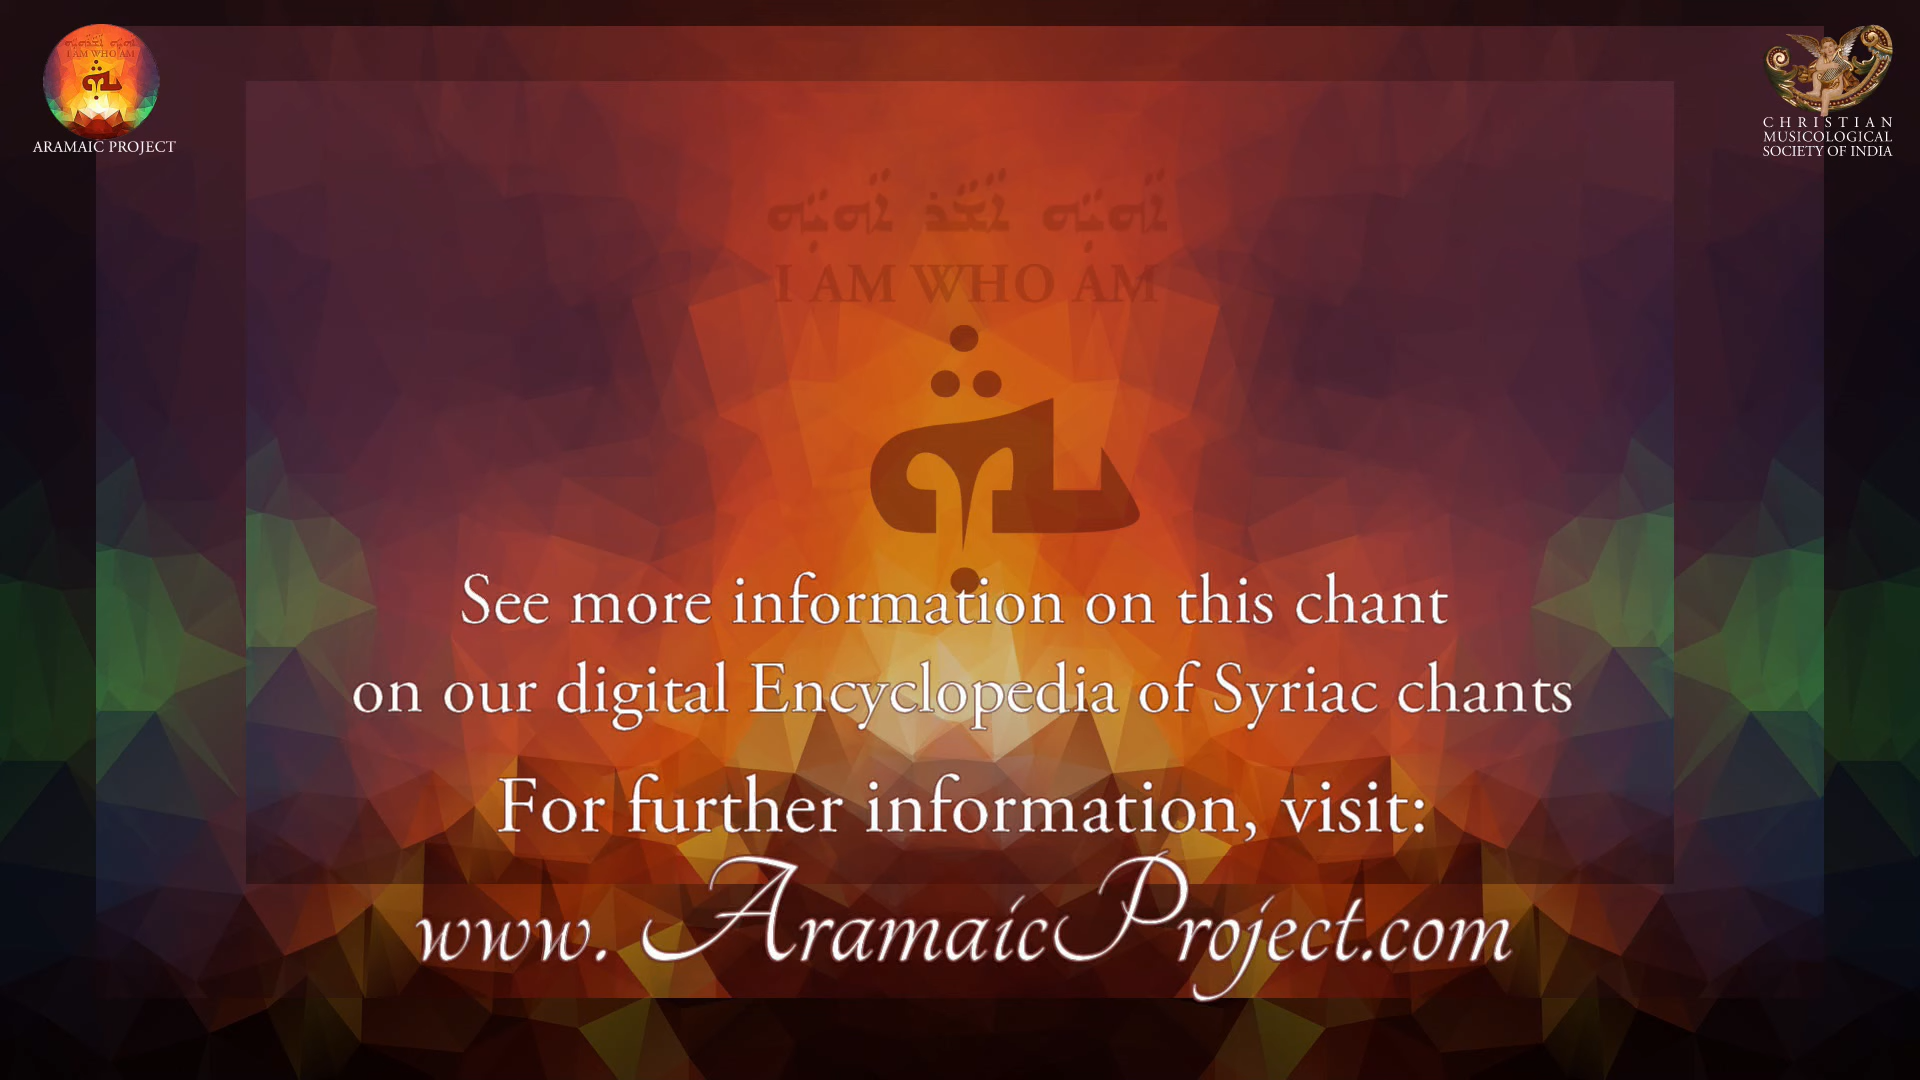 ARAMAIC PROJECT
CHRISTIAN
MUSICOLOGICAL
SOCIETY OF INDIA
I AM WHO AM
See more information on this chant
on our digital Encyclopedia of Syriac chants
For further information, visit:
www. AramaicProject.com